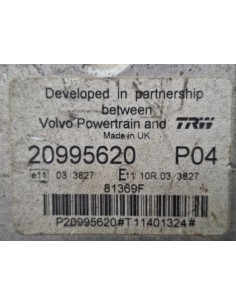 Developed in partnership
between
Volvo Powertrain and TRW
Made in UK
20995620 P04
e11 03 3827 E11 10R 03 3827
81369F
P20995620#T11401324#